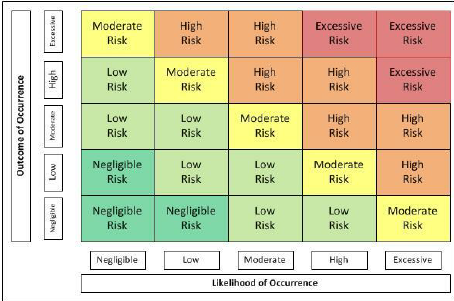 Outcome of Occurrence
Excessive
Moderate Risk
High Risk
High Risk
Excessive Risk
Excessive Risk
High
Low Risk
Moderate Risk
High Risk
High Risk
Excessive Risk
Moderate
Low Risk
Low Risk
Moderate Risk
High Risk
High Risk
Low
Negligible Risk
Low Risk
Low Risk
Moderate Risk
High Risk
Negligible
Negligible Risk
Negligible Risk
Low Risk
Low Risk
Moderate Risk
Negligible
Low
Moderate
High
Excessive
Likelihood of Occurrence